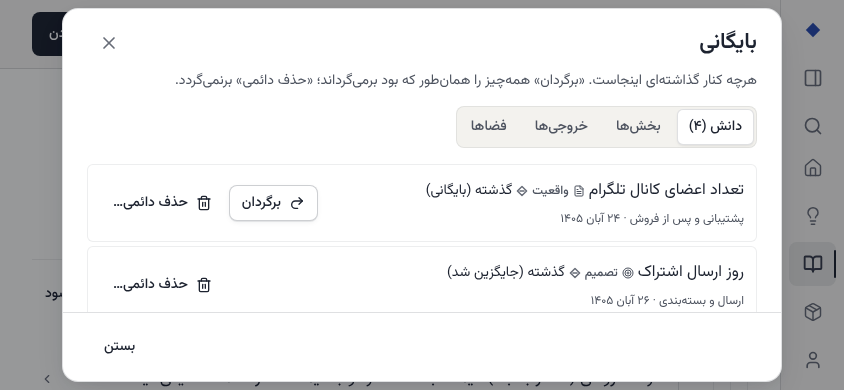 بایگانی
هرچه کنار گذاشته‌ای اینجاست. «برگردان» همه‌چیز را همان‌طور که بود برمی‌گرداند؛ «حذف دائمی» برنمی‌گردد.
دانش (۴) بخش‌ها خروجی‌ها فضاها
تعداد اعضای کانال تلگرام واقعیت گذشته (بایگانی)
پشتیبانی و پس از فروش · ۲۴ آبان ۱۴۰۵
برگردان
حذف دائمی…
روز ارسال اشتراک تصمیم گذشته (جایگزین شد)
ارسال و بسته‌بندی · ۲۶ آبان ۱۴۰۵
حذف دائمی…
بستن